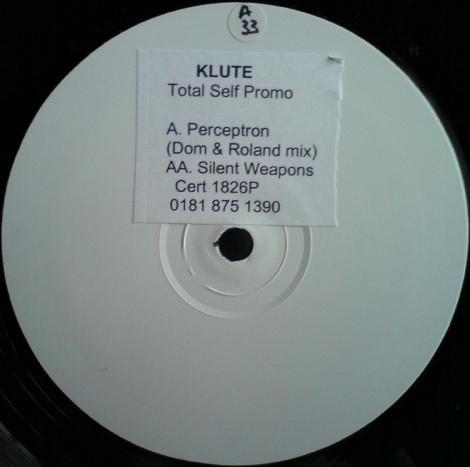 A
33
KLUTE
Total Self Promo
A. Perceptron
(Dom & Roland mix)
AA. Silent Weapons
Cert 1826P
0181 875 1390